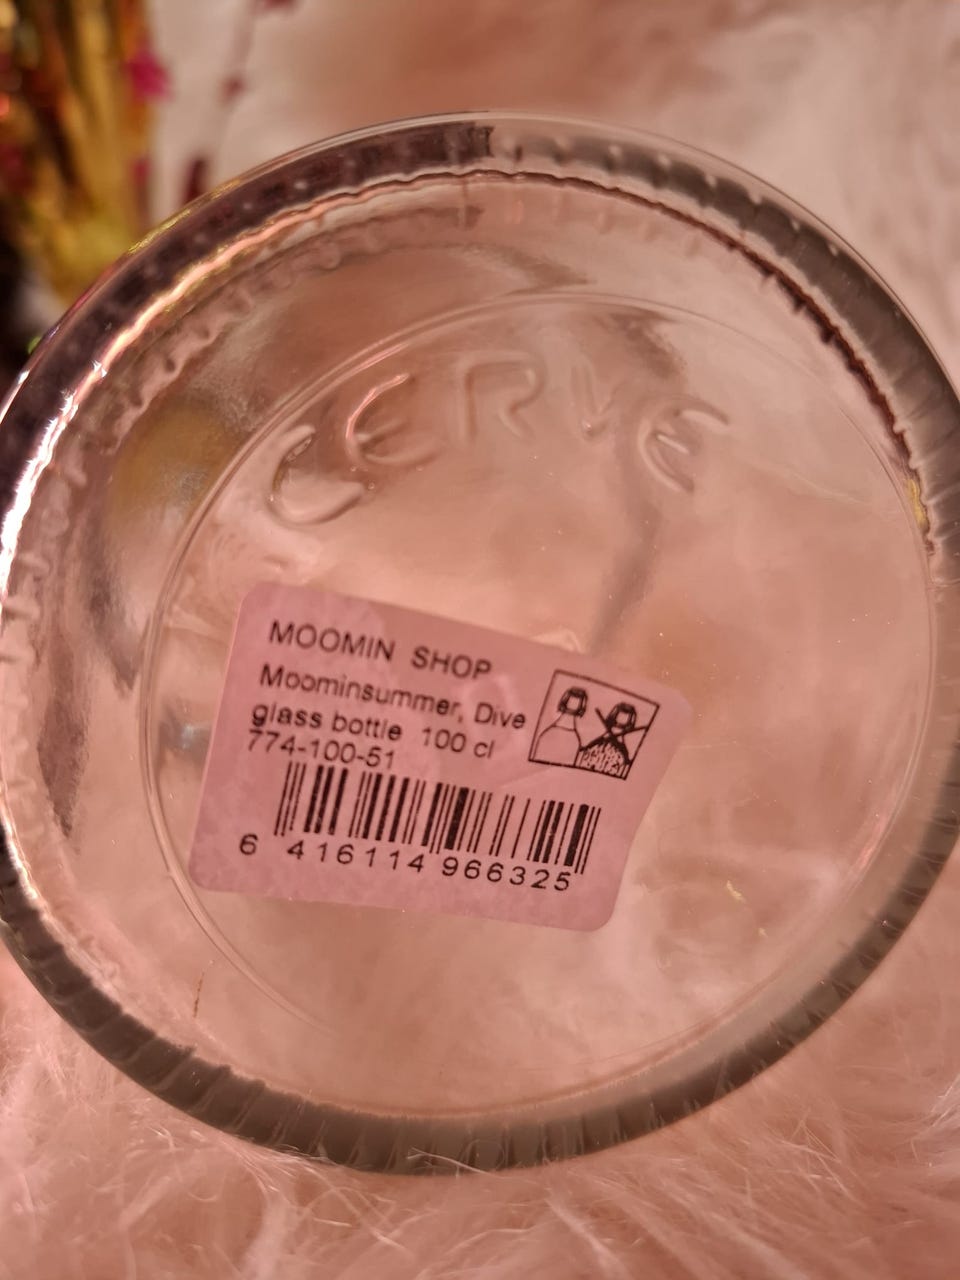 CERVE
MOOMIN SHOP
Moominsummer, Dive
glass bottle 100 cl
774-100-51
6 416114 966325